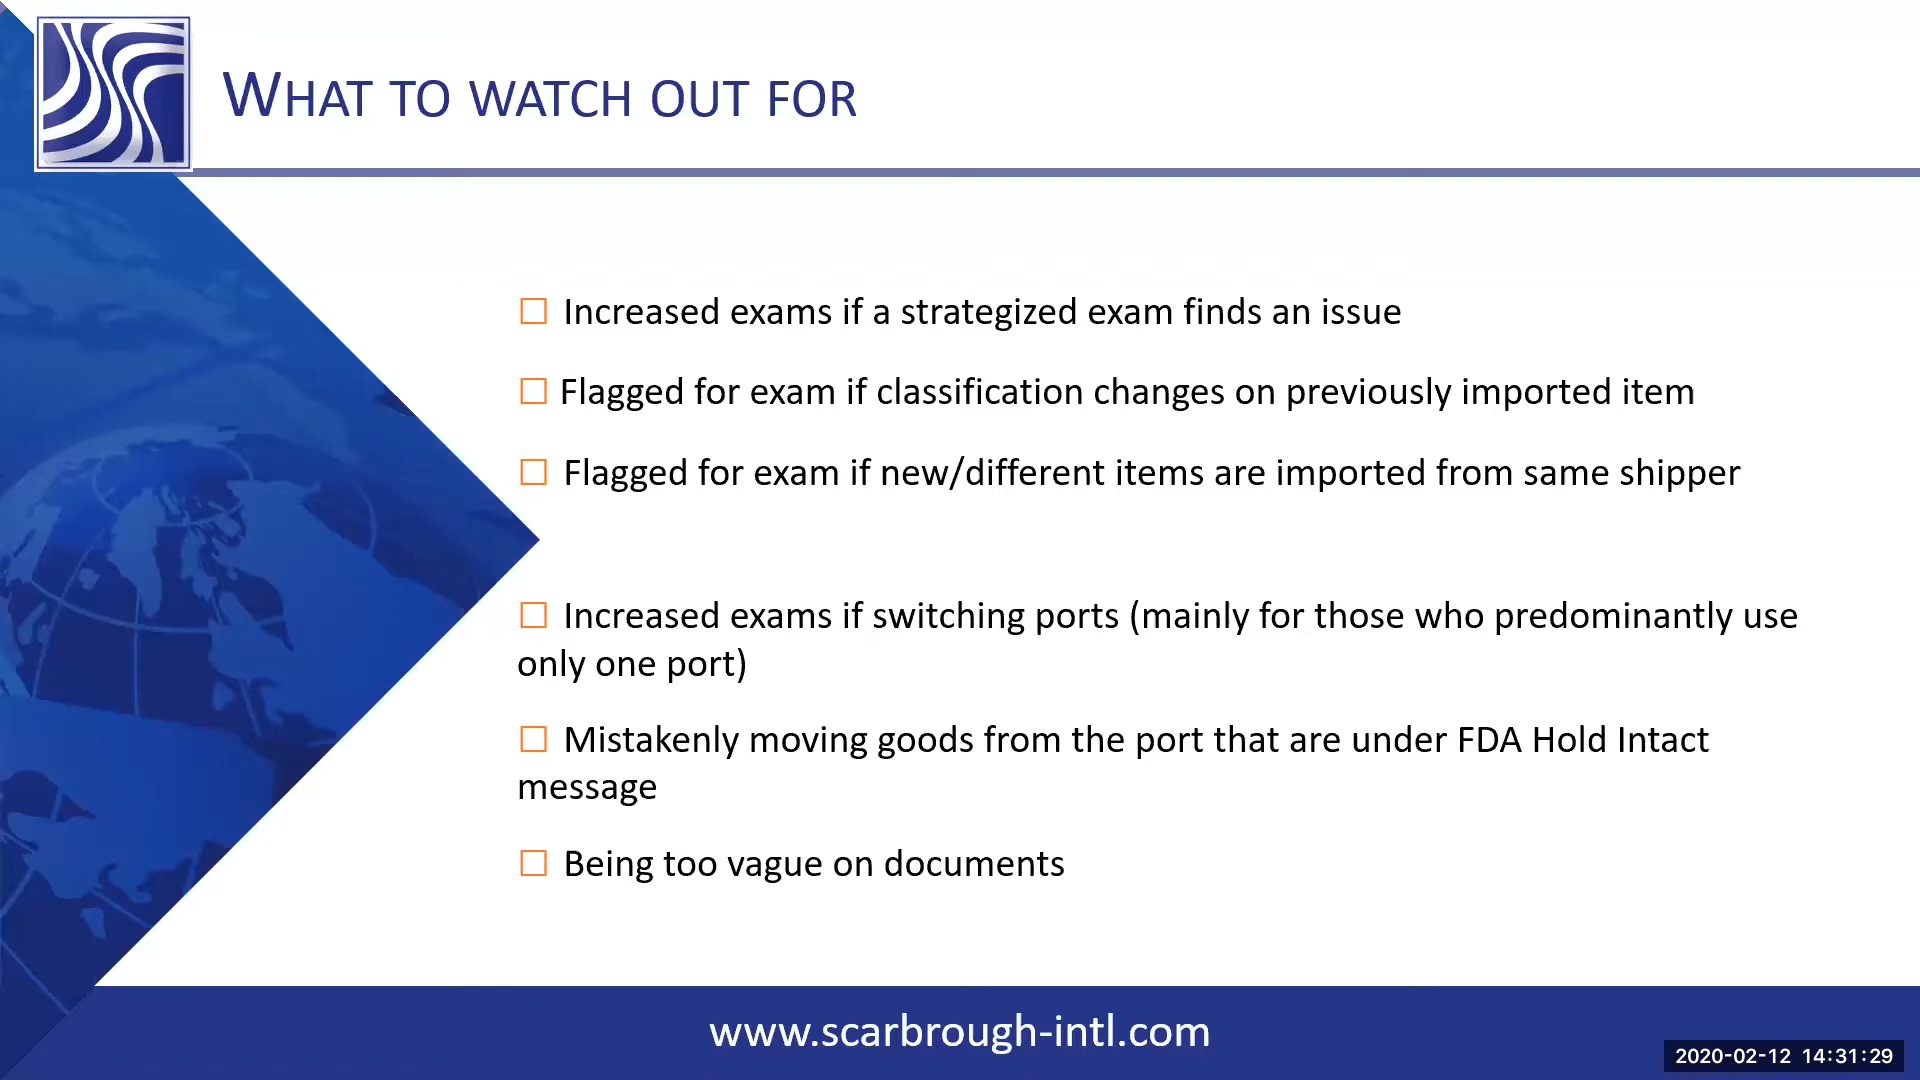 WHAT TO WATCH OUT FOR
☐ Increased exams if a strategized exam finds an issue
☐ Flagged for exam if classification changes on previously imported item
☐ Flagged for exam if new/different items are imported from same shipper
☐ Increased exams if switching ports (mainly for those who predominantly use
only one port)
☐ Mistakenly moving goods from the port that are under FDA Hold Intact
message
☐ Being too vague on documents
www.scarbrough-intl.com
2020-02-12 14:31:29